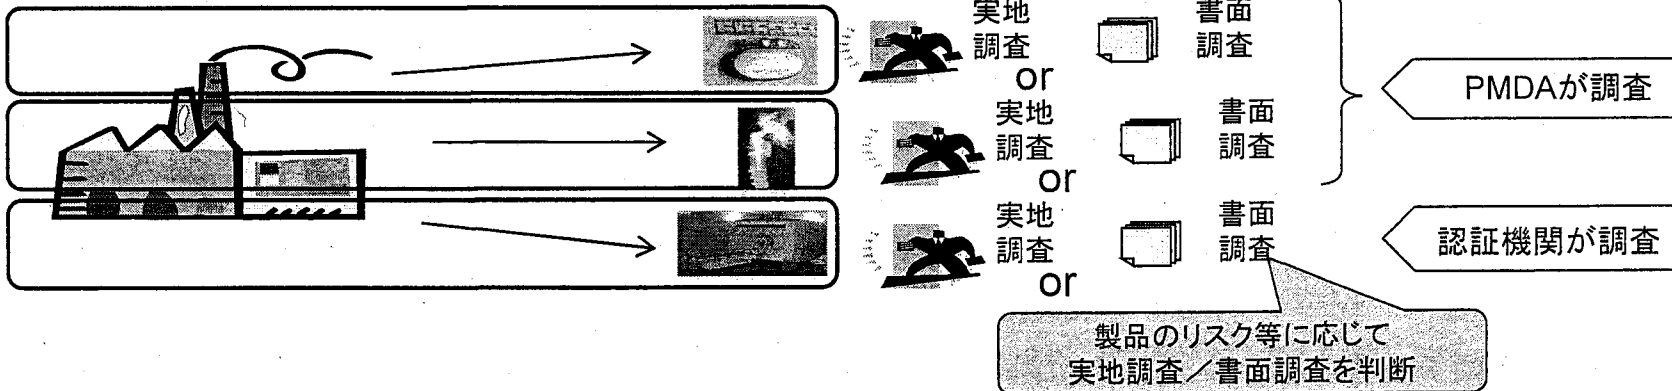 実地
調査
or
書面
調査
実地
調査
or
書面
調査
PMDAが調査
実地
調査
or
書面
調査
認証機関が調査
製品のリスク等に応じて
実地調査／書面調査を判断